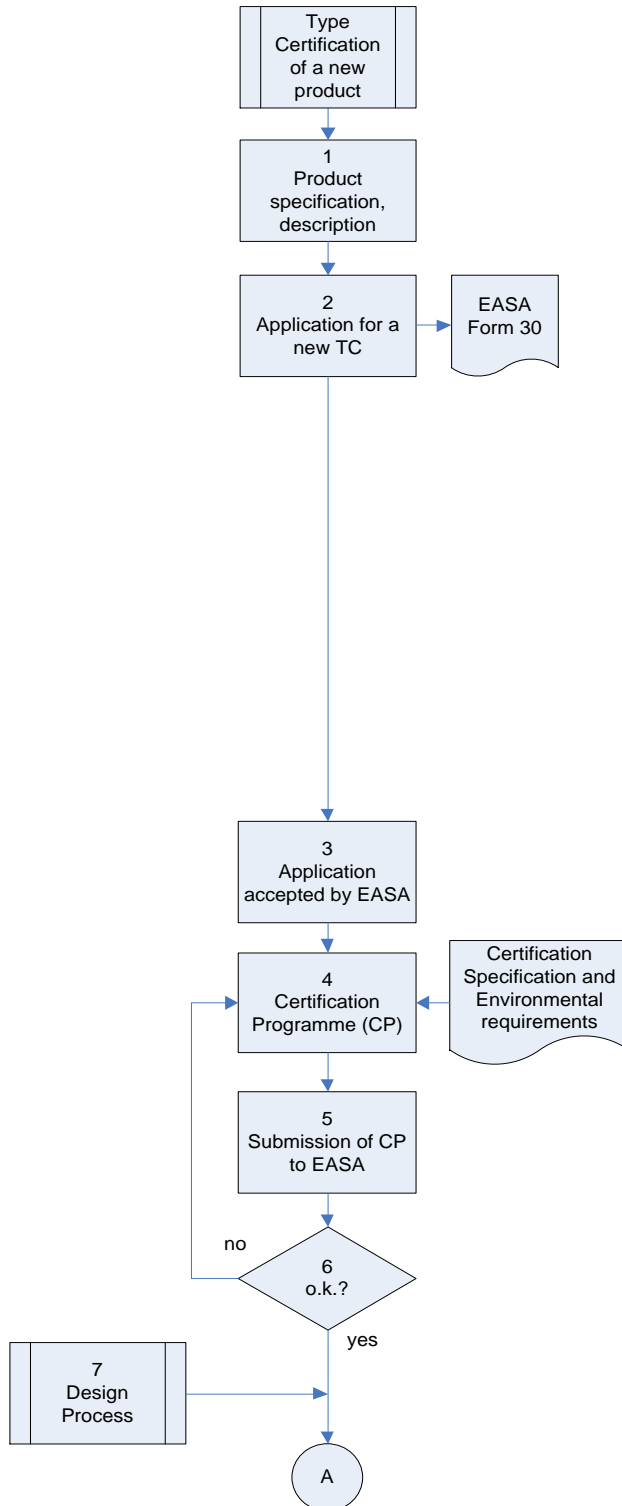 Type
Certification
of a new
product
1
Product
specification,
description
2
Application for a
new TC
EASA
Form 30
3
Application
accepted by EASA
4
Certification
Programme (CP)
Certification
Specification and
Environmental
requirements
5
Submission of CP
to EASA
no
6
o.k.?
yes
7
Design
Process
A